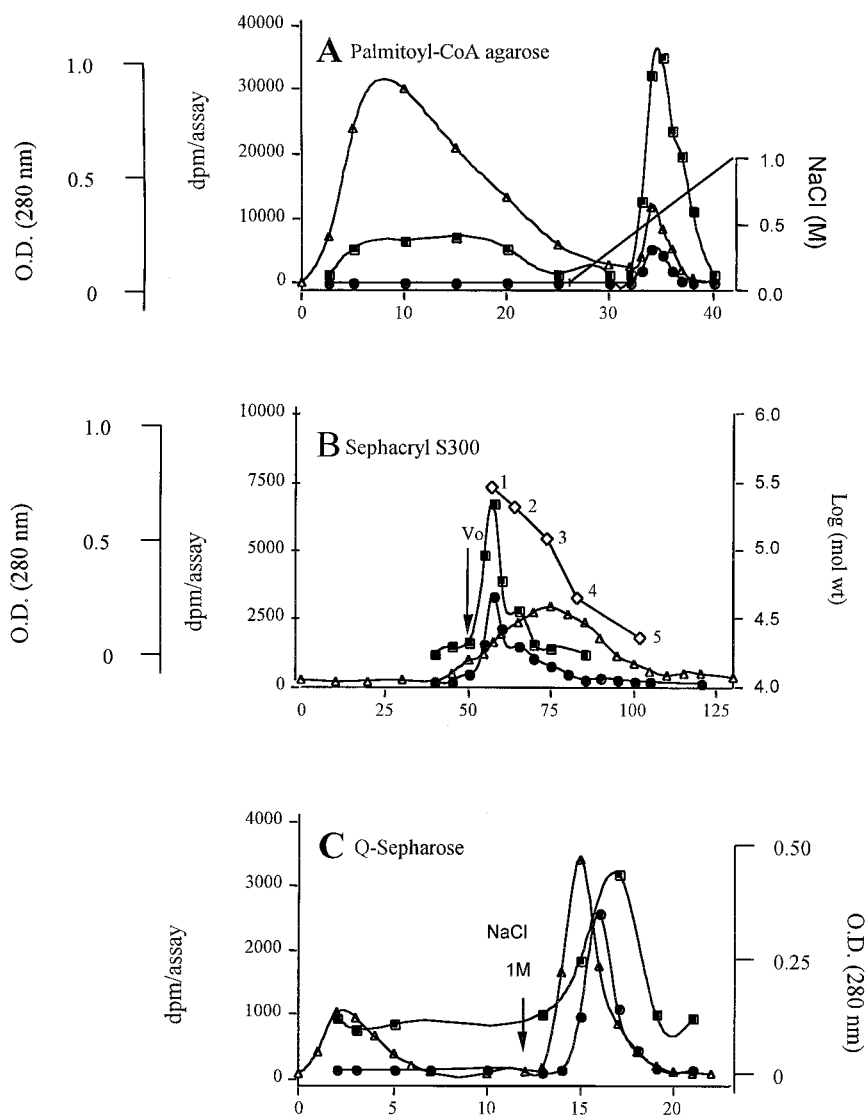 A Palmitoyl-CoA agarose
O.D. (280 nm)
1.0
0.5
0
dpm/assay
40000
30000
20000
10000
0
NaCl (M)
1.0
0.5
0.0
0 10 20 30 40
B Sephacryl S300
O.D. (280 nm)
1.0
0.5
0
dpm/assay
10000
7500
5000
2500
0
Vo
1
2
3
4
5
Log (mol wt)
6.0
5.5
5.0
4.5
4.0
0 25 50 75 100 125
C Q-Sepharose
dpm/assay
4000
3000
2000
1000
0
NaCl
1M
O.D. (280 nm)
0.50
0.25
0
0 5 10 15 20